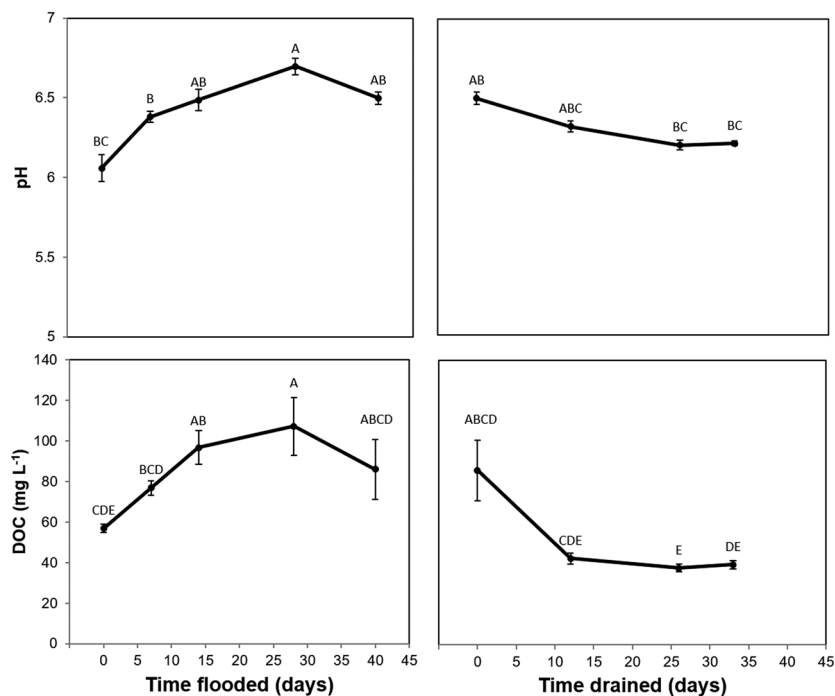 7
6.5
6
5.5
5
pH
BC
B
AB
A
AB
AB
ABC
BC
BC
140
120
100
80
60
40
20
0
DOC (mg L-1)
CDE
BCD
AB
A
ABCD
ABCD
CDE
E
DE
0 5 10 15 20 25 30 35 40 45
Time flooded (days)
0 5 10 15 20 25 30 35 40 45
Time drained (days)